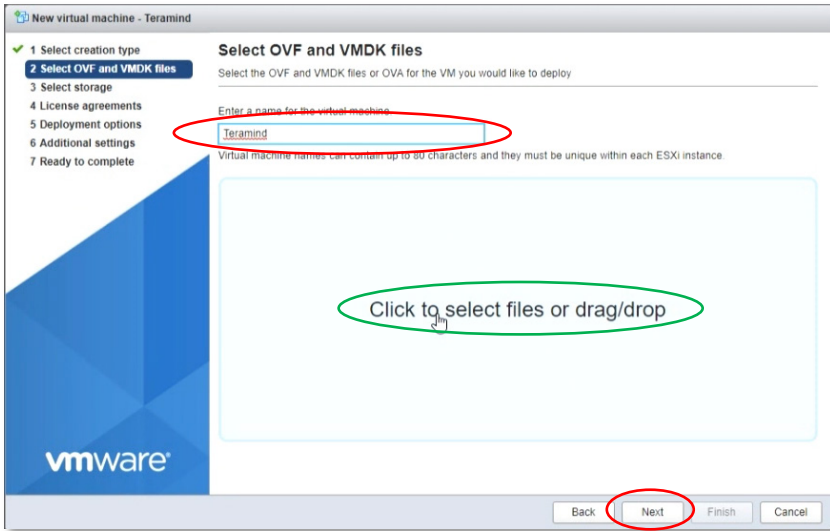 New virtual machine - Teramind
1 Select creation type
2 Select OVF and VMDK files
3 Select storage
4 License agreements
5 Deployment options
6 Additional settings
7 Ready to complete
Select OVF and VMDK files
Select the OVF and VMDK files or OVA for the VM you would like to deploy
Enter a name for the virtual machine.
Teramind
Virtual machine names can contain up to 80 characters and they must be unique within each ESXi instance.
Click to select files or drag/drop
vmware
Back
Next
Finish
Cancel